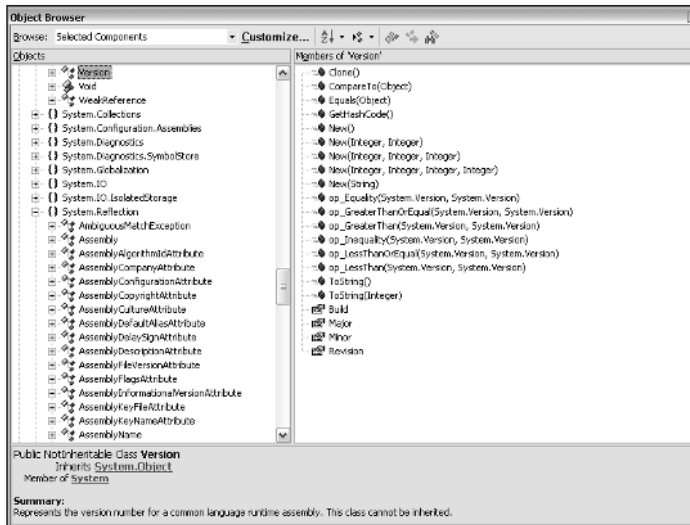 Object Browser
Browse: Selected Components Customize...
Objects
Version
Void
WeakReference
System.Collections
System.Configuration.Assemblies
System.Diagnostics
System.Diagnostics.SymbolStore
System.Globalization
System.IO
System.IO.IsolatedStorage
System.Reflection
AmbiguousMatchException
Assembly
AssemblyAlgorithmIdAttribute
AssemblyCompanyAttribute
AssemblyConfigurationAttribute
AssemblyCopyrightAttribute
AssemblyCultureAttribute
AssemblyDefaultAliasAttribute
AssemblyDelaySignAttribute
AssemblyDescriptionAttribute
AssemblyFileVersionAttribute
AssemblyFlagsAttribute
AssemblyInformationalVersionAttribute
AssemblyKeyFileAttribute
AssemblyKeyNameAttribute
AssemblyName
Members of 'Version'
Clone()
CompareTo(Object)
Equals(Object)
GetHashCode()
New()
New(Integer, Integer)
New(Integer, Integer, Integer)
New(Integer, Integer, Integer, Integer)
New(String)
op_Equality(System.Version, System.Version)
op_GreaterThanOrEqual(System.Version, System.Version)
op_GreaterThan(System.Version, System.Version)
op_Inequality(System.Version, System.Version)
op_LessThanOrEqual(System.Version, System.Version)
op_LessThan(System.Version, System.Version)
ToString()
ToString(Integer)
Build
Major
Minor
Revision
Public NotInheritable Class Version
Inherits System.Object
Member of System
Summary:
Represents the version number for a common language runtime assembly. This class cannot be inherited.